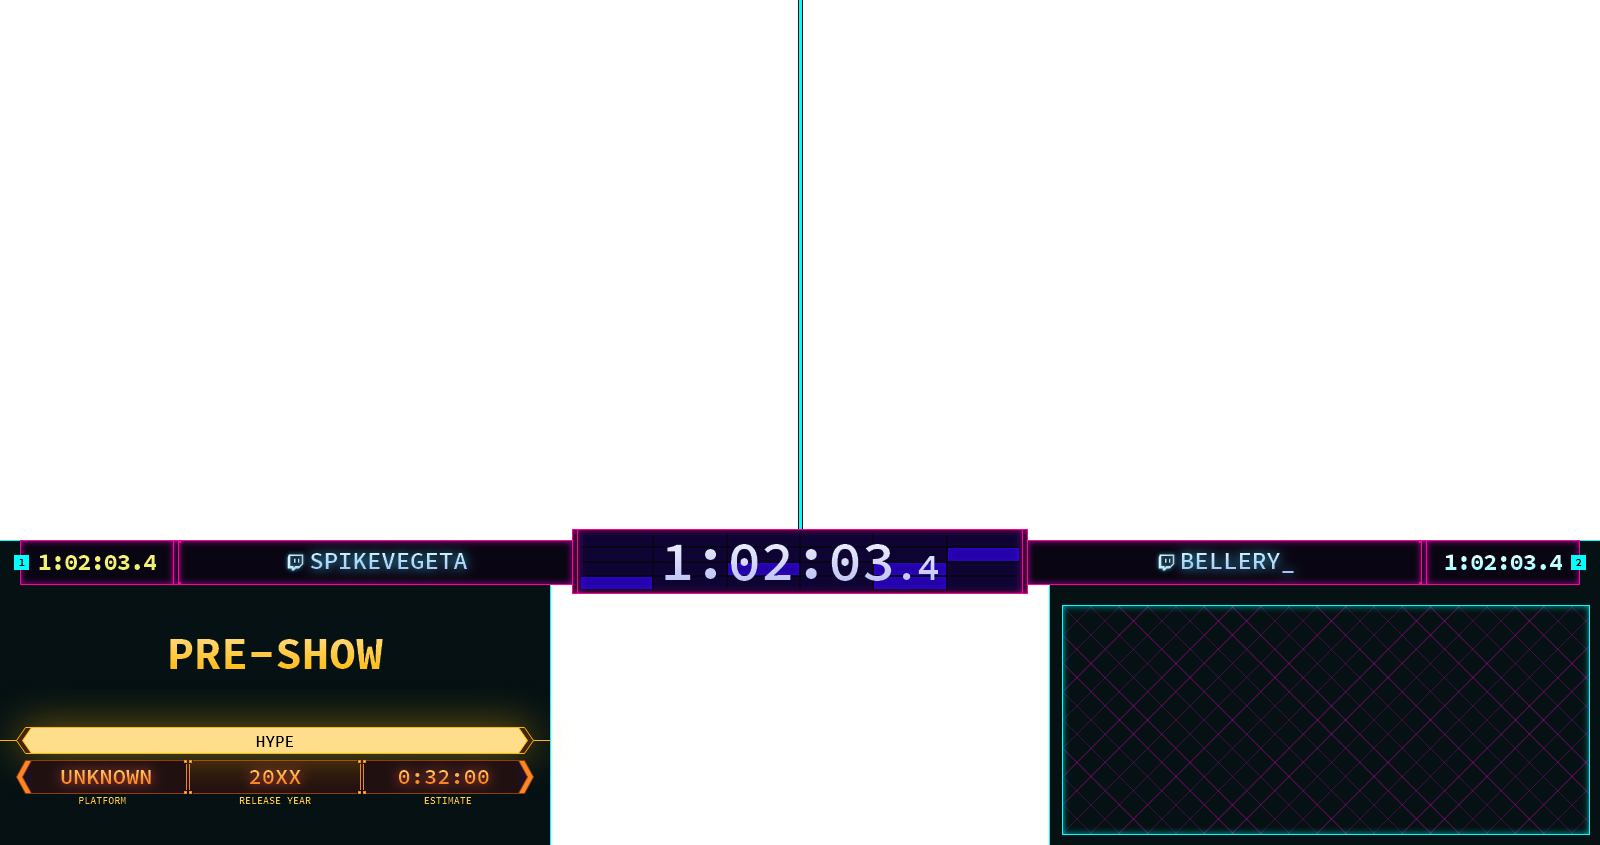 1 1:02:03.4 SPIKEVEGETA 1:02:03.4 BELLERY_ 1:02:03.4 2
PRE-SHOW
HYPE
UNKNOWN 20XX 0:32:00
PLATFORM RELEASE YEAR ESTIMATE